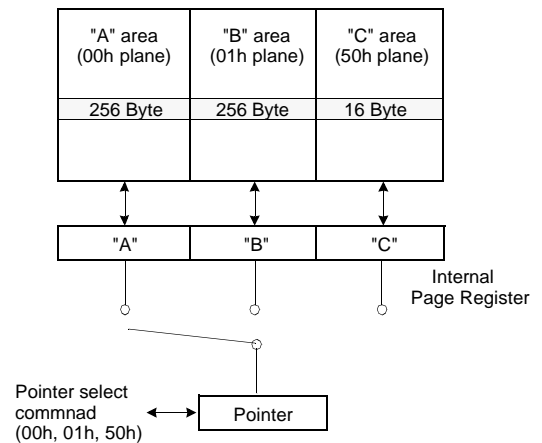 "A" area
(00h plane)
"B" area
(01h plane)
"C" area
(50h plane)
256 Byte
256 Byte
16 Byte
"A"
"B"
"C"
Internal
Page Register
Pointer select
commnad
(00h, 01h, 50h)
Pointer